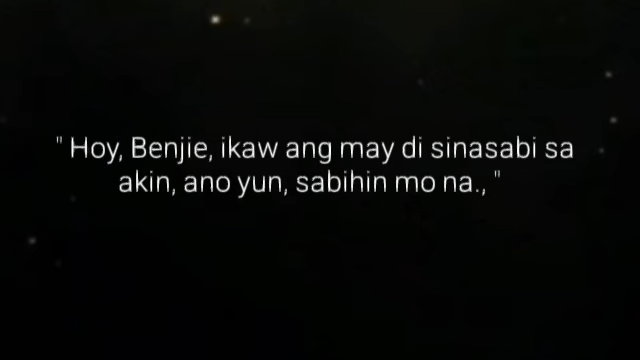 " Hoy, Benjie, ikaw ang may di sinasabi sa
akin, ano yun, sabihin mo na., "